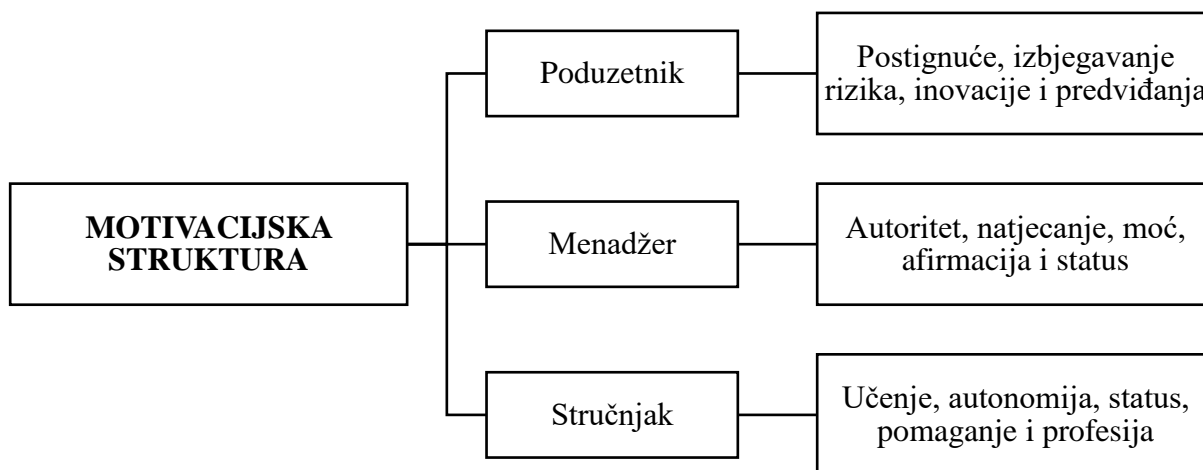 MOTIVACIJSKA
STRUKTURA
Poduzetnik
Postignuće, izbjegavanje
rizika, inovacije i predviđanja
Menadžer
Autoritet, natjecanje, moć,
afirmacija i status
Stručnjak
Učenje, autonomija, status,
pomaganje i profesija